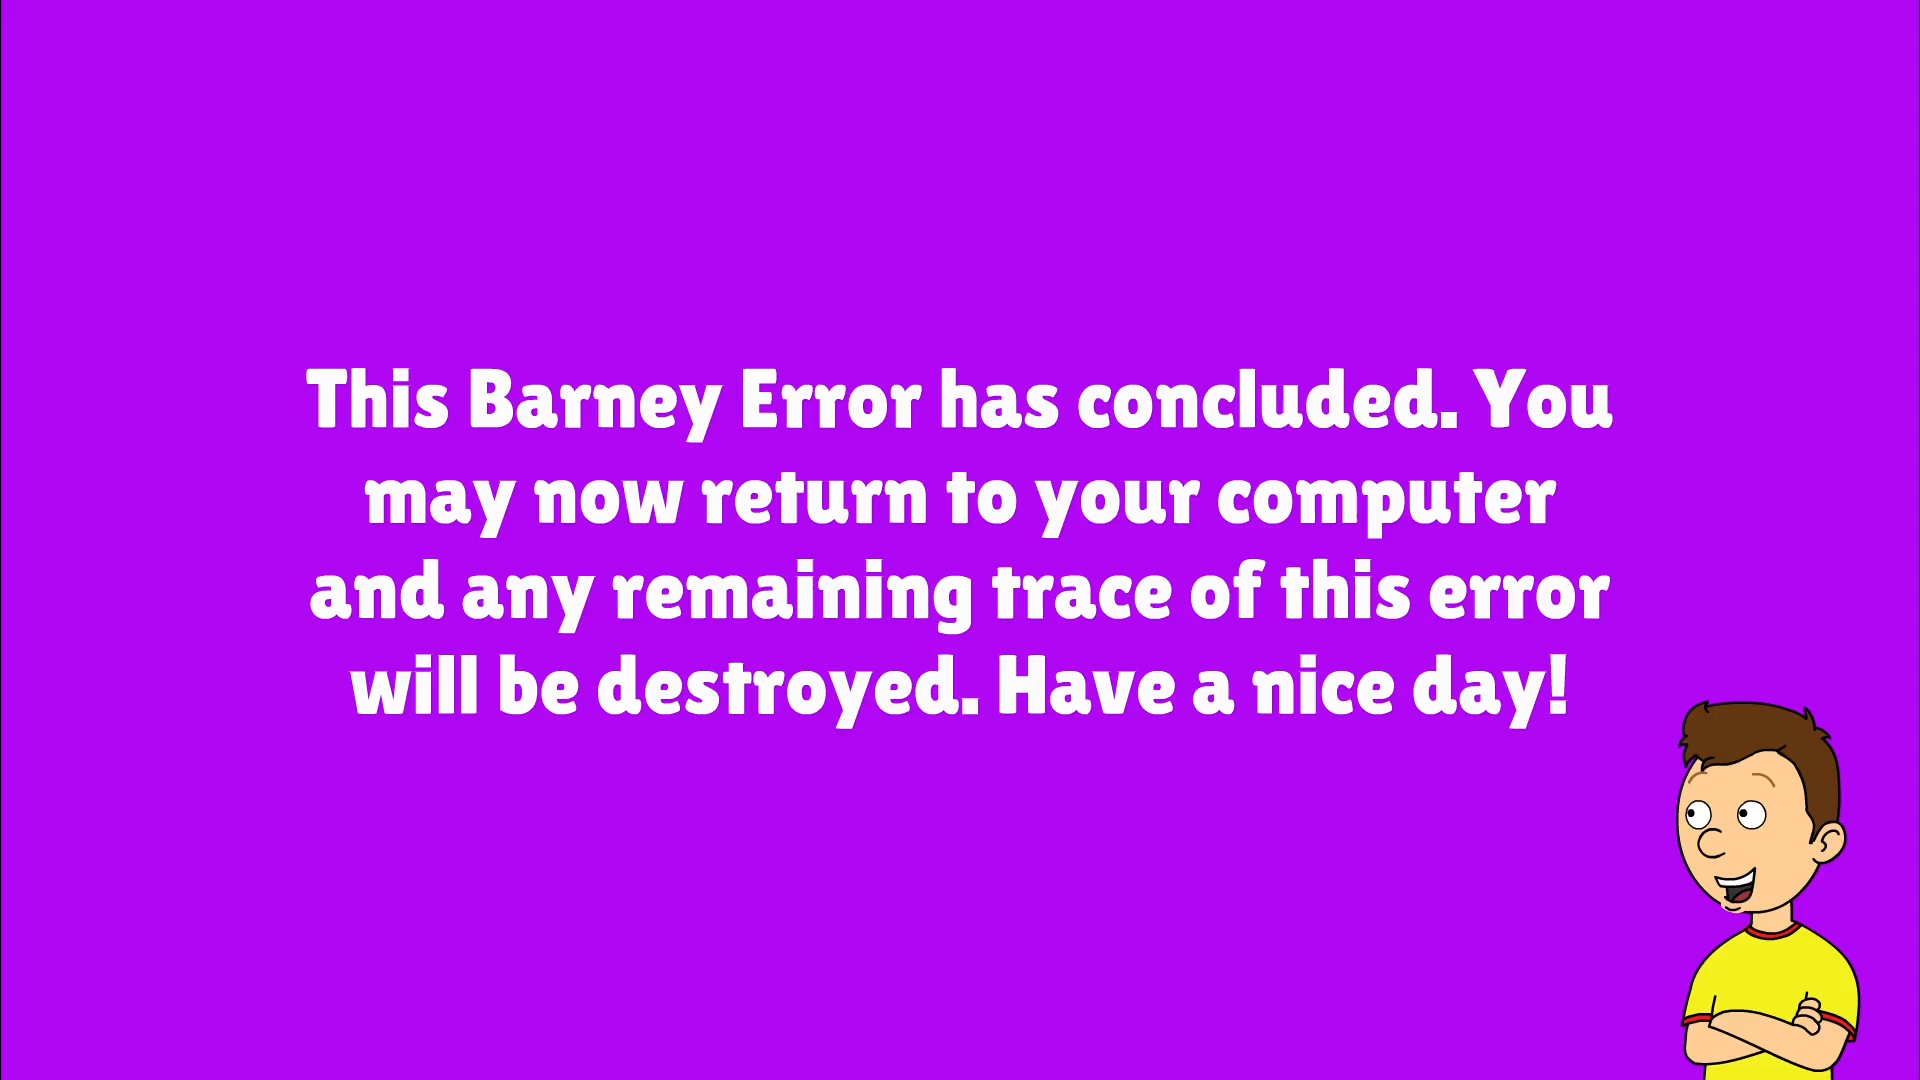 This Barney Error has concluded. You
may now return to your computer
and any remaining trace of this error
will be destroyed. Have a nice day!